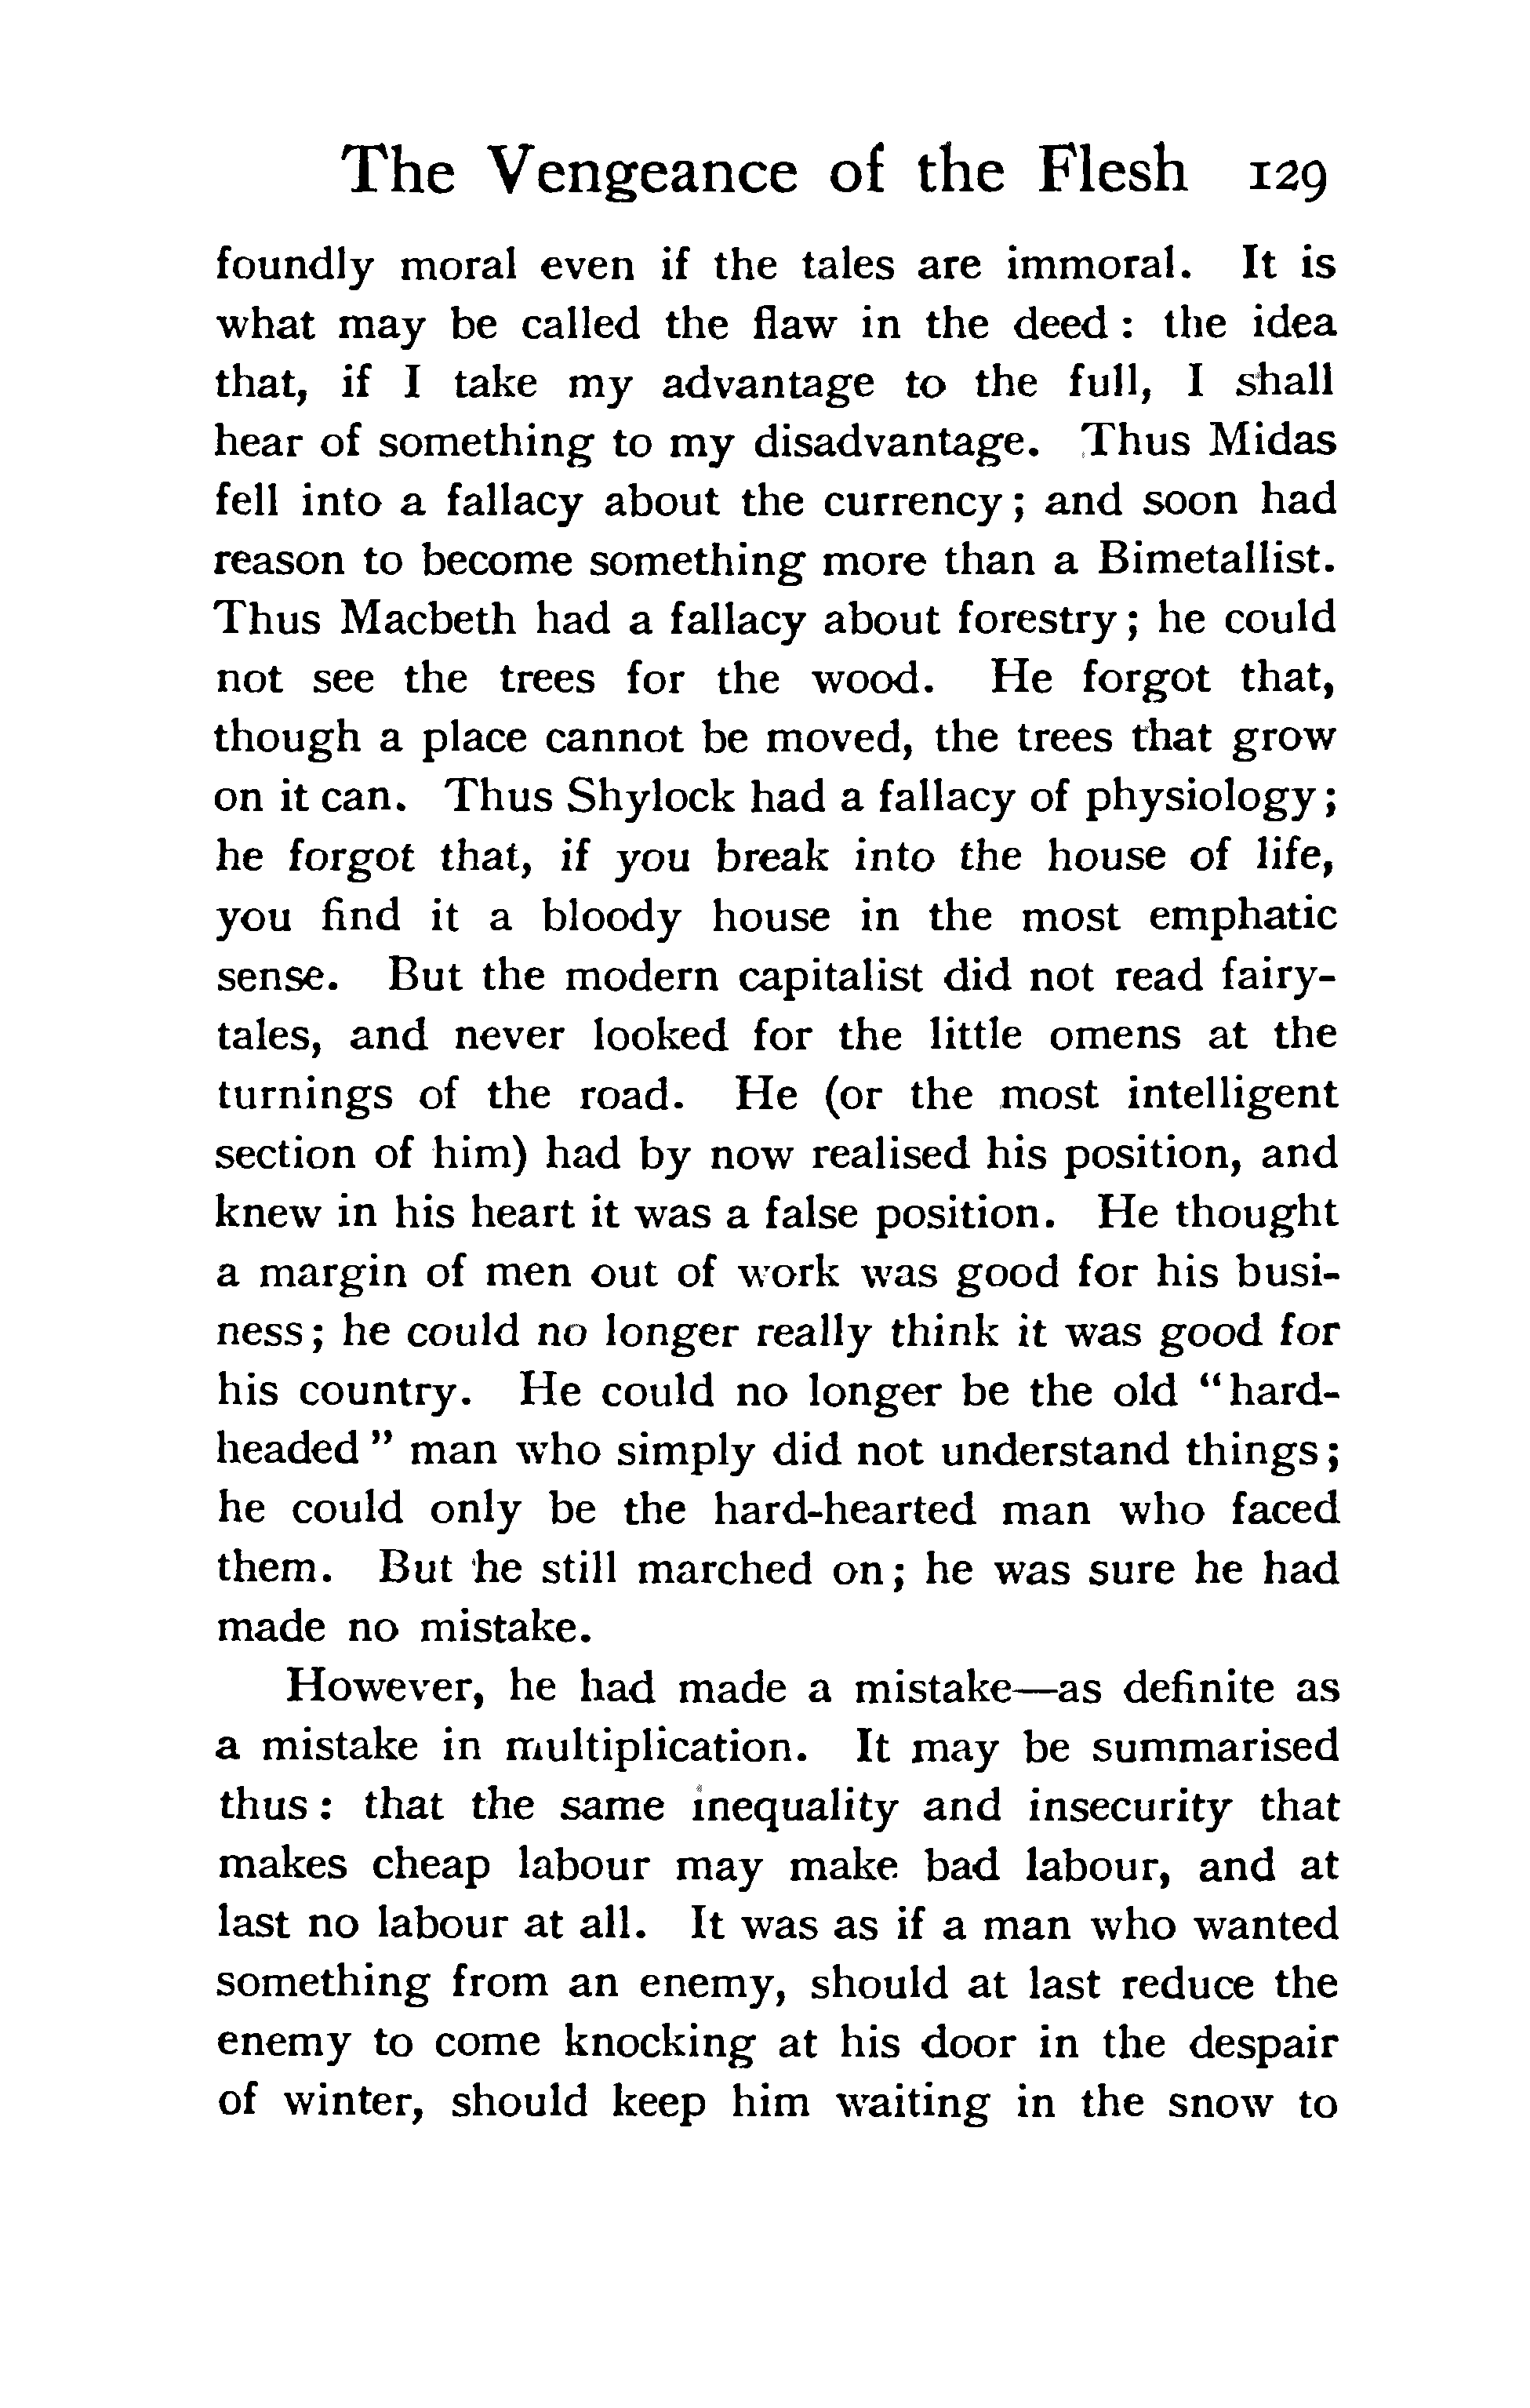 The Vengeance of the Flesh 129
foundly moral even if the tales are immoral. It is
what may be called the flaw in the deed : the idea
that, if I take my advantage to the full, I shall
hear of something to my disadvantage. Thus Midas
fell into a fallacy about the currency; and soon had
reason to become something more than a Bimetallist.
Thus Macbeth had a fallacy about forestry; he could
not see the trees for the wood. He forgot that,
though a place cannot be moved, the trees that grow
on it can. Thus Shylock had a fallacy of physiology;
he forgot that, if you break into the house of life,
you find it a bloody house in the most emphatic
sense. But the modern capitalist did not read fairy-
tales, and never looked for the little omens at the
turnings of the road. He (or the most intelligent
section of him) had by now realised his position, and
knew in his heart it was a false position. He thought
a margin of men out of work was good for his busi-
ness; he could no longer really think it was good for
his country. He could no longer be the old “hard-
headed” man who simply did not understand things;
he could only be the hard-hearted man who faced
them. But he still marched on; he was sure he had
made no mistake.
However, he had made a mistake—as definite as
a mistake in multiplication. It may be summarised
thus : that the same inequality and insecurity that
makes cheap labour may make bad labour, and at
last no labour at all. It was as if a man who wanted
something from an enemy, should at last reduce the
enemy to come knocking at his door in the despair
of winter, should keep him waiting in the snow to